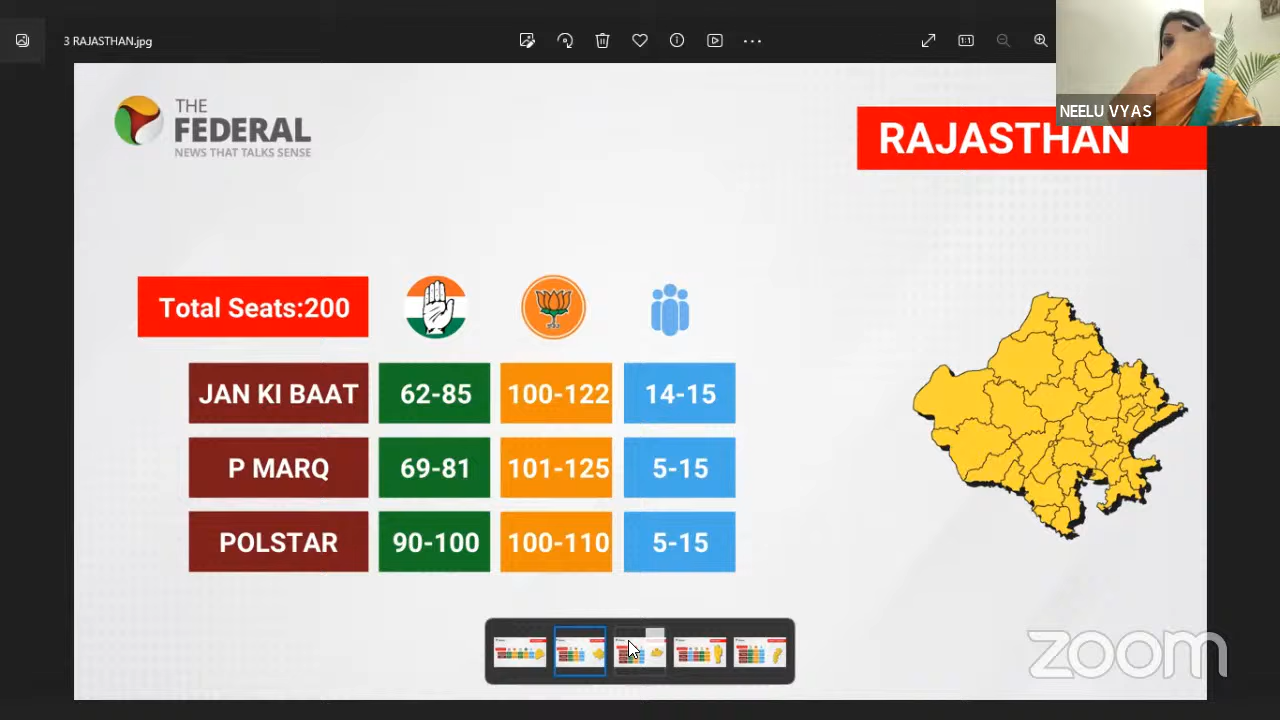 3 RAJASTHAN.jpg
NEELU VYAS
THE
FEDERAL
NEWS THAT TALKS SENSE
RAJASTHAN
Total Seats:200
JAN KI BAAT 62-85 100-122 14-15
P MARQ 69-81 101-125 5-15
POLSTAR 90-100 100-110 5-15
zoom